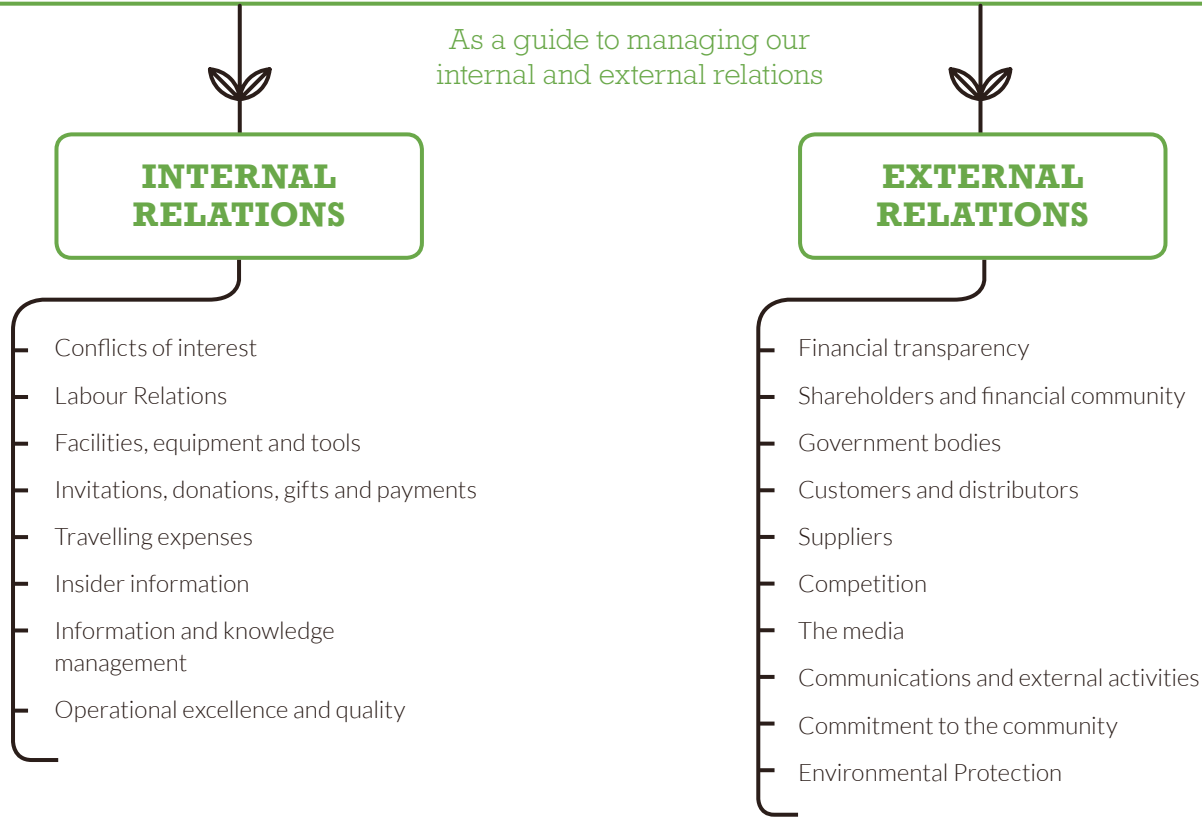 As a guide to managing our
internal and external relations
INTERNAL
RELATIONS
Conflicts of interest
Labour Relations
Facilities, equipment and tools
Invitations, donations, gifts and payments
Travelling expenses
Insider information
Information and knowledge
management
Operational excellence and quality
EXTERNAL
RELATIONS
Financial transparency
Shareholders and financial community
Government bodies
Customers and distributors
Suppliers
Competition
The media
Communications and external activities
Commitment to the community
Environmental Protection